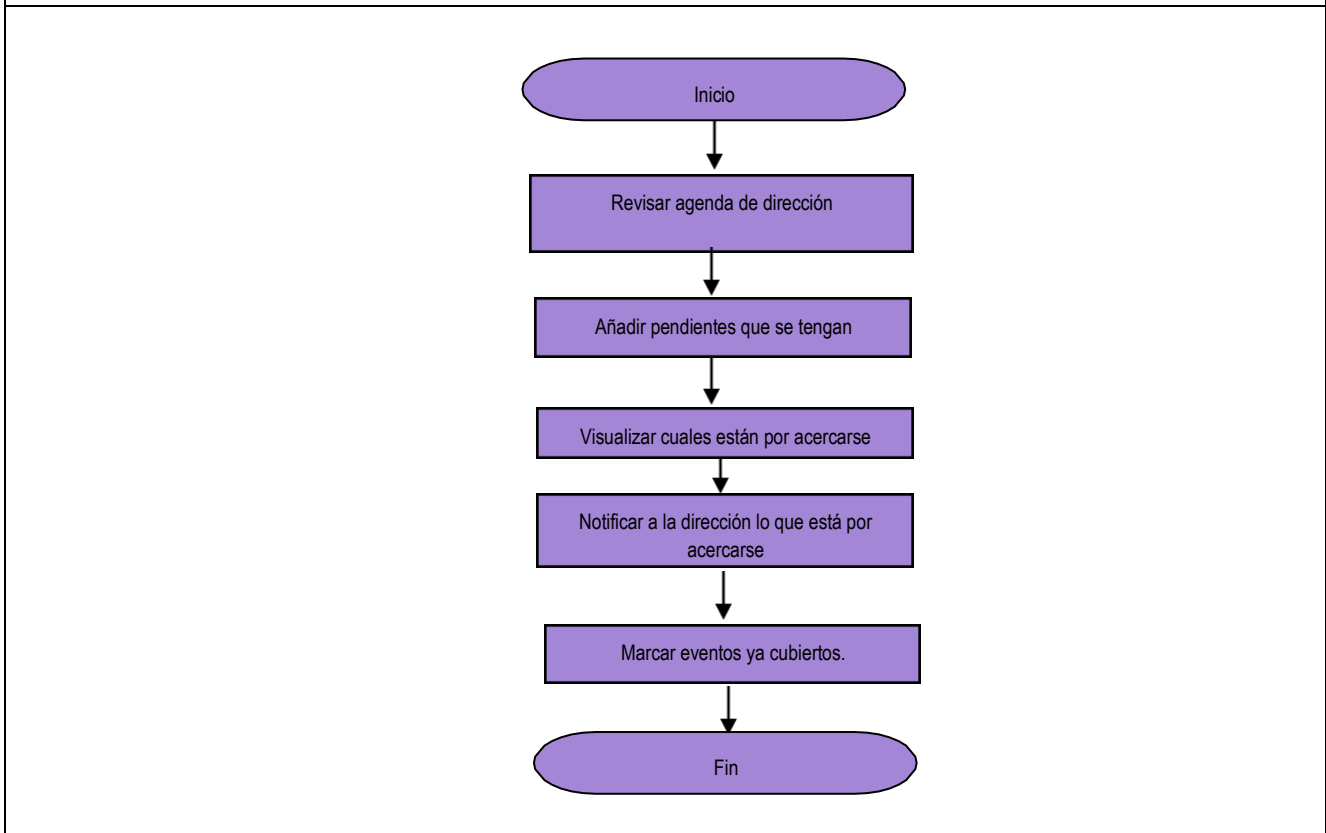 Inicio
Revisar agenda de dirección
Añadir pendientes que se tengan
Visualizar cuales están por acercarse
Notificar a la dirección lo que está por
acercarse
Marcar eventos ya cubiertos.
Fin